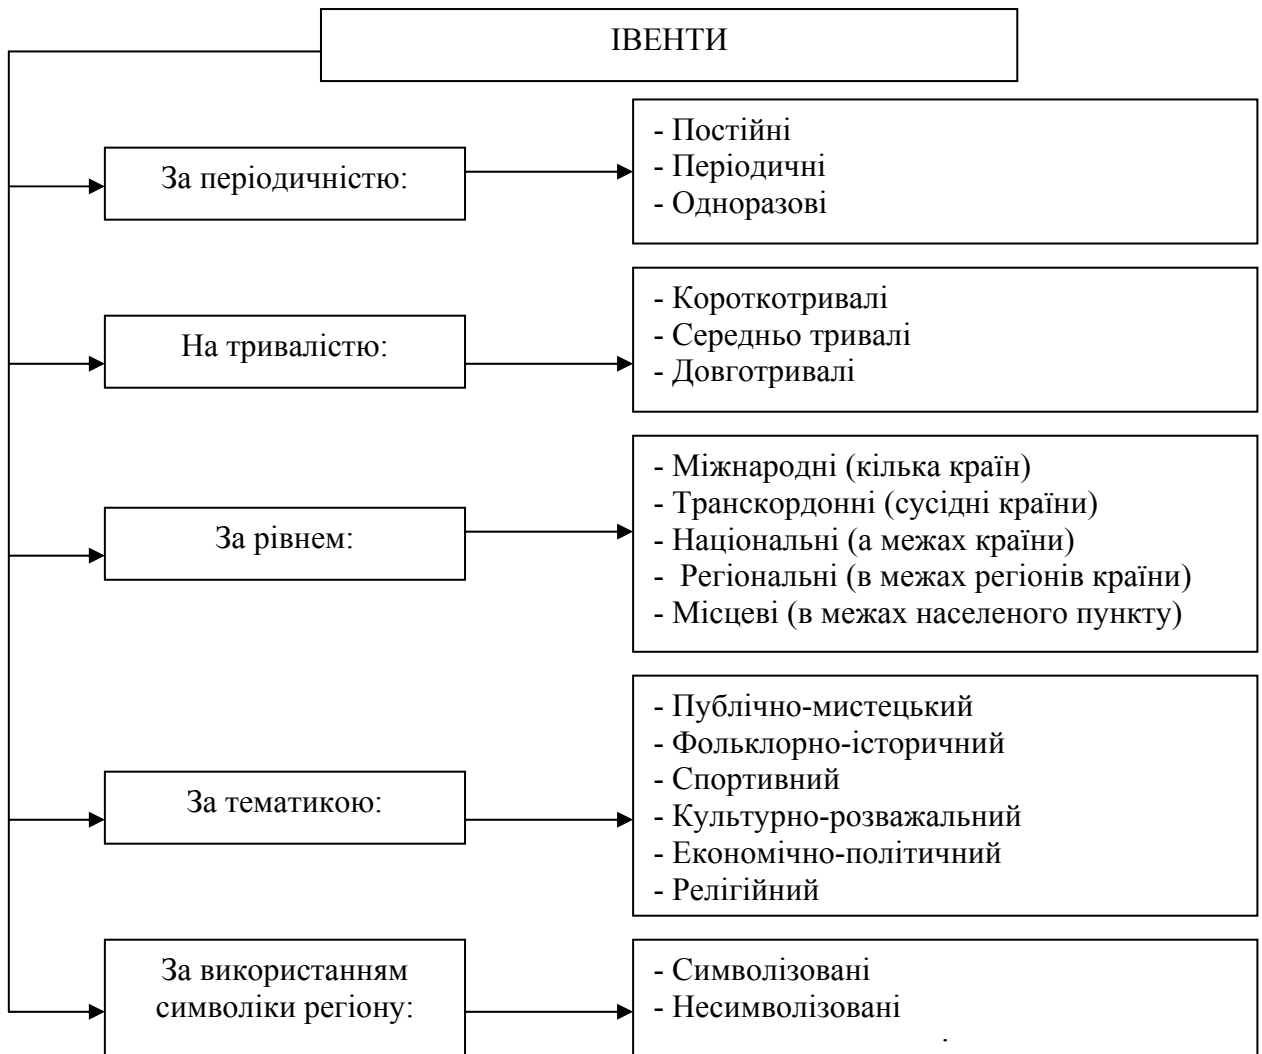 ІВЕНТИ
За періодичністю:
- Постійні
- Періодичні
- Одноразові
На тривалістю:
- Короткотривалі
- Середньо тривалі
- Довготривалі
За рівнем:
- Міжнародні (кілька країн)
- Транскордонні (сусідні країни)
- Національні (а межах країни)
- Регіональні (в межах регіонів країни)
- Місцеві (в межах населеного пункту)
За тематикою:
- Публічно-мистецький
- Фольклорно-історичний
- Спортивний
- Культурно-розважальний
- Економічно-політичний
- Релігійний
За використанням
символіки регіону:
- Символізовані
- Несимволізовані
.